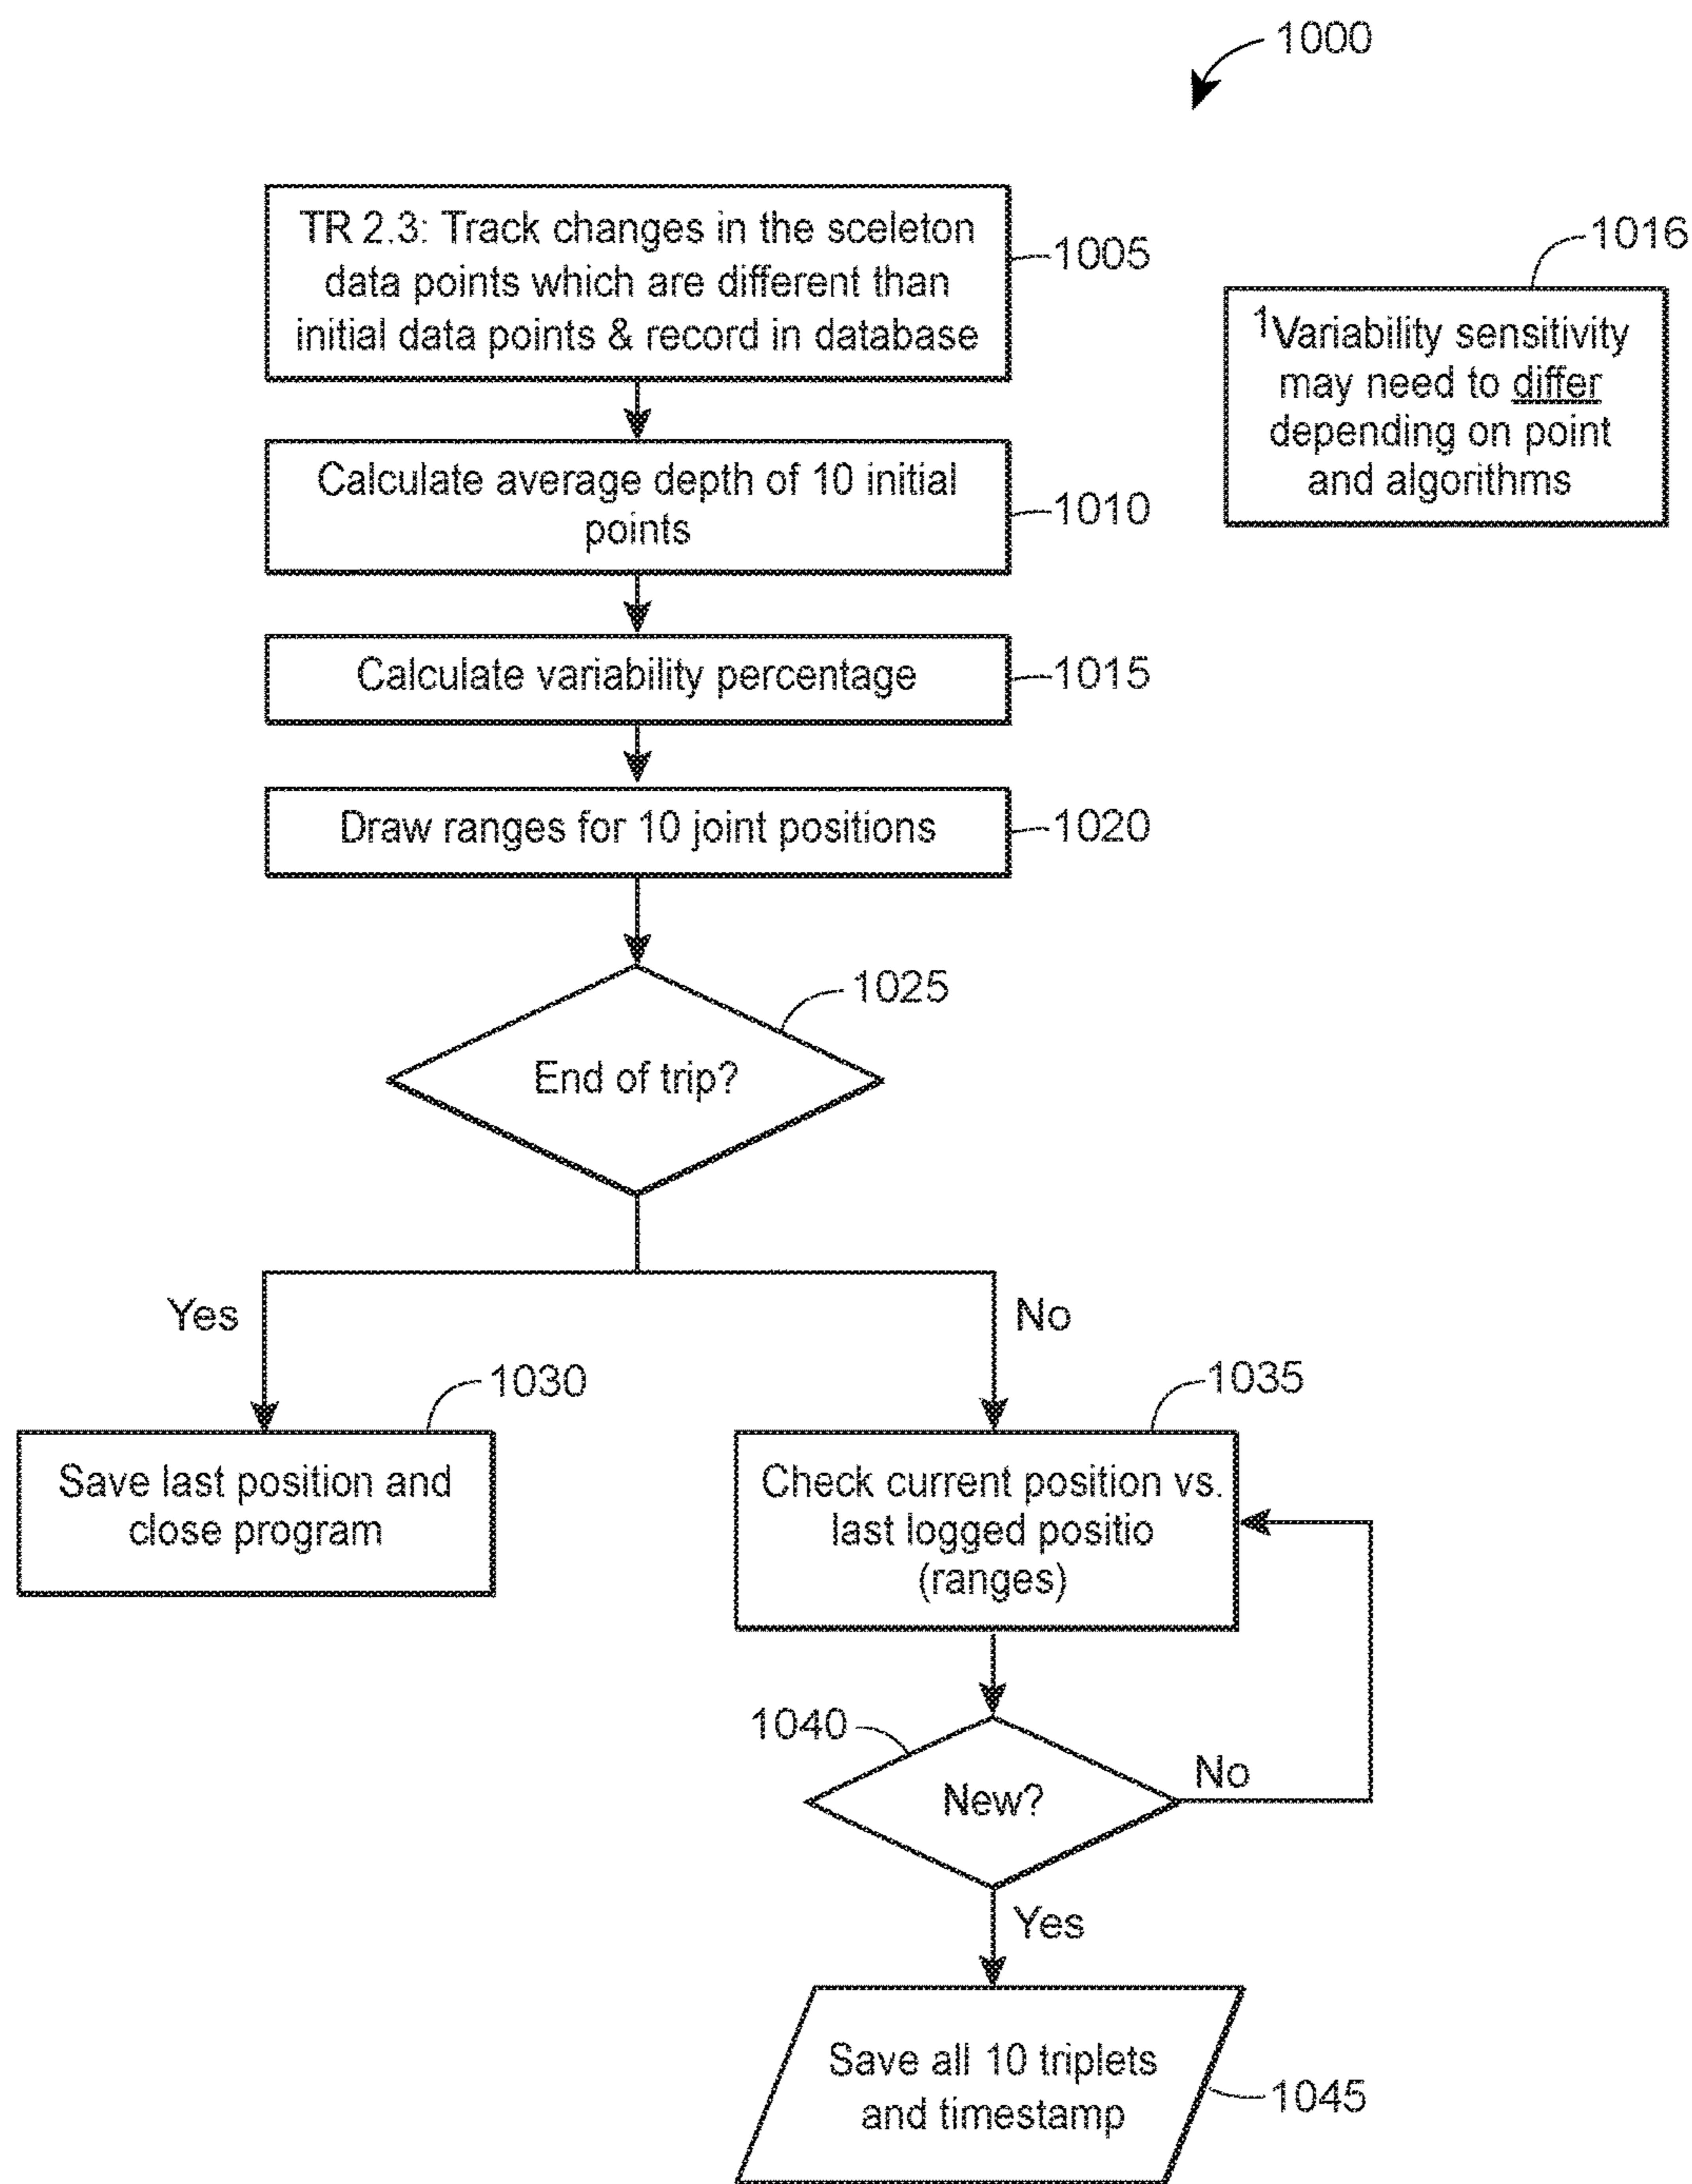 1000
TR 2.3: Track changes in the sceleton
data points which are different than
initial data points & record in database
1005
1016
¹Variability sensitivity
may need to differ
depending on point
and algorithms
Calculate average depth of 10 initial
points
1010
Calculate variability percentage
1015
Draw ranges for 10 joint positions
1020
1025
End of trip?
Yes
No
1030
1035
Save last position and
close program
Check current position vs.
last logged positio
(ranges)
1040
New?
No
Yes
Save all 10 triplets
and timestamp
1045